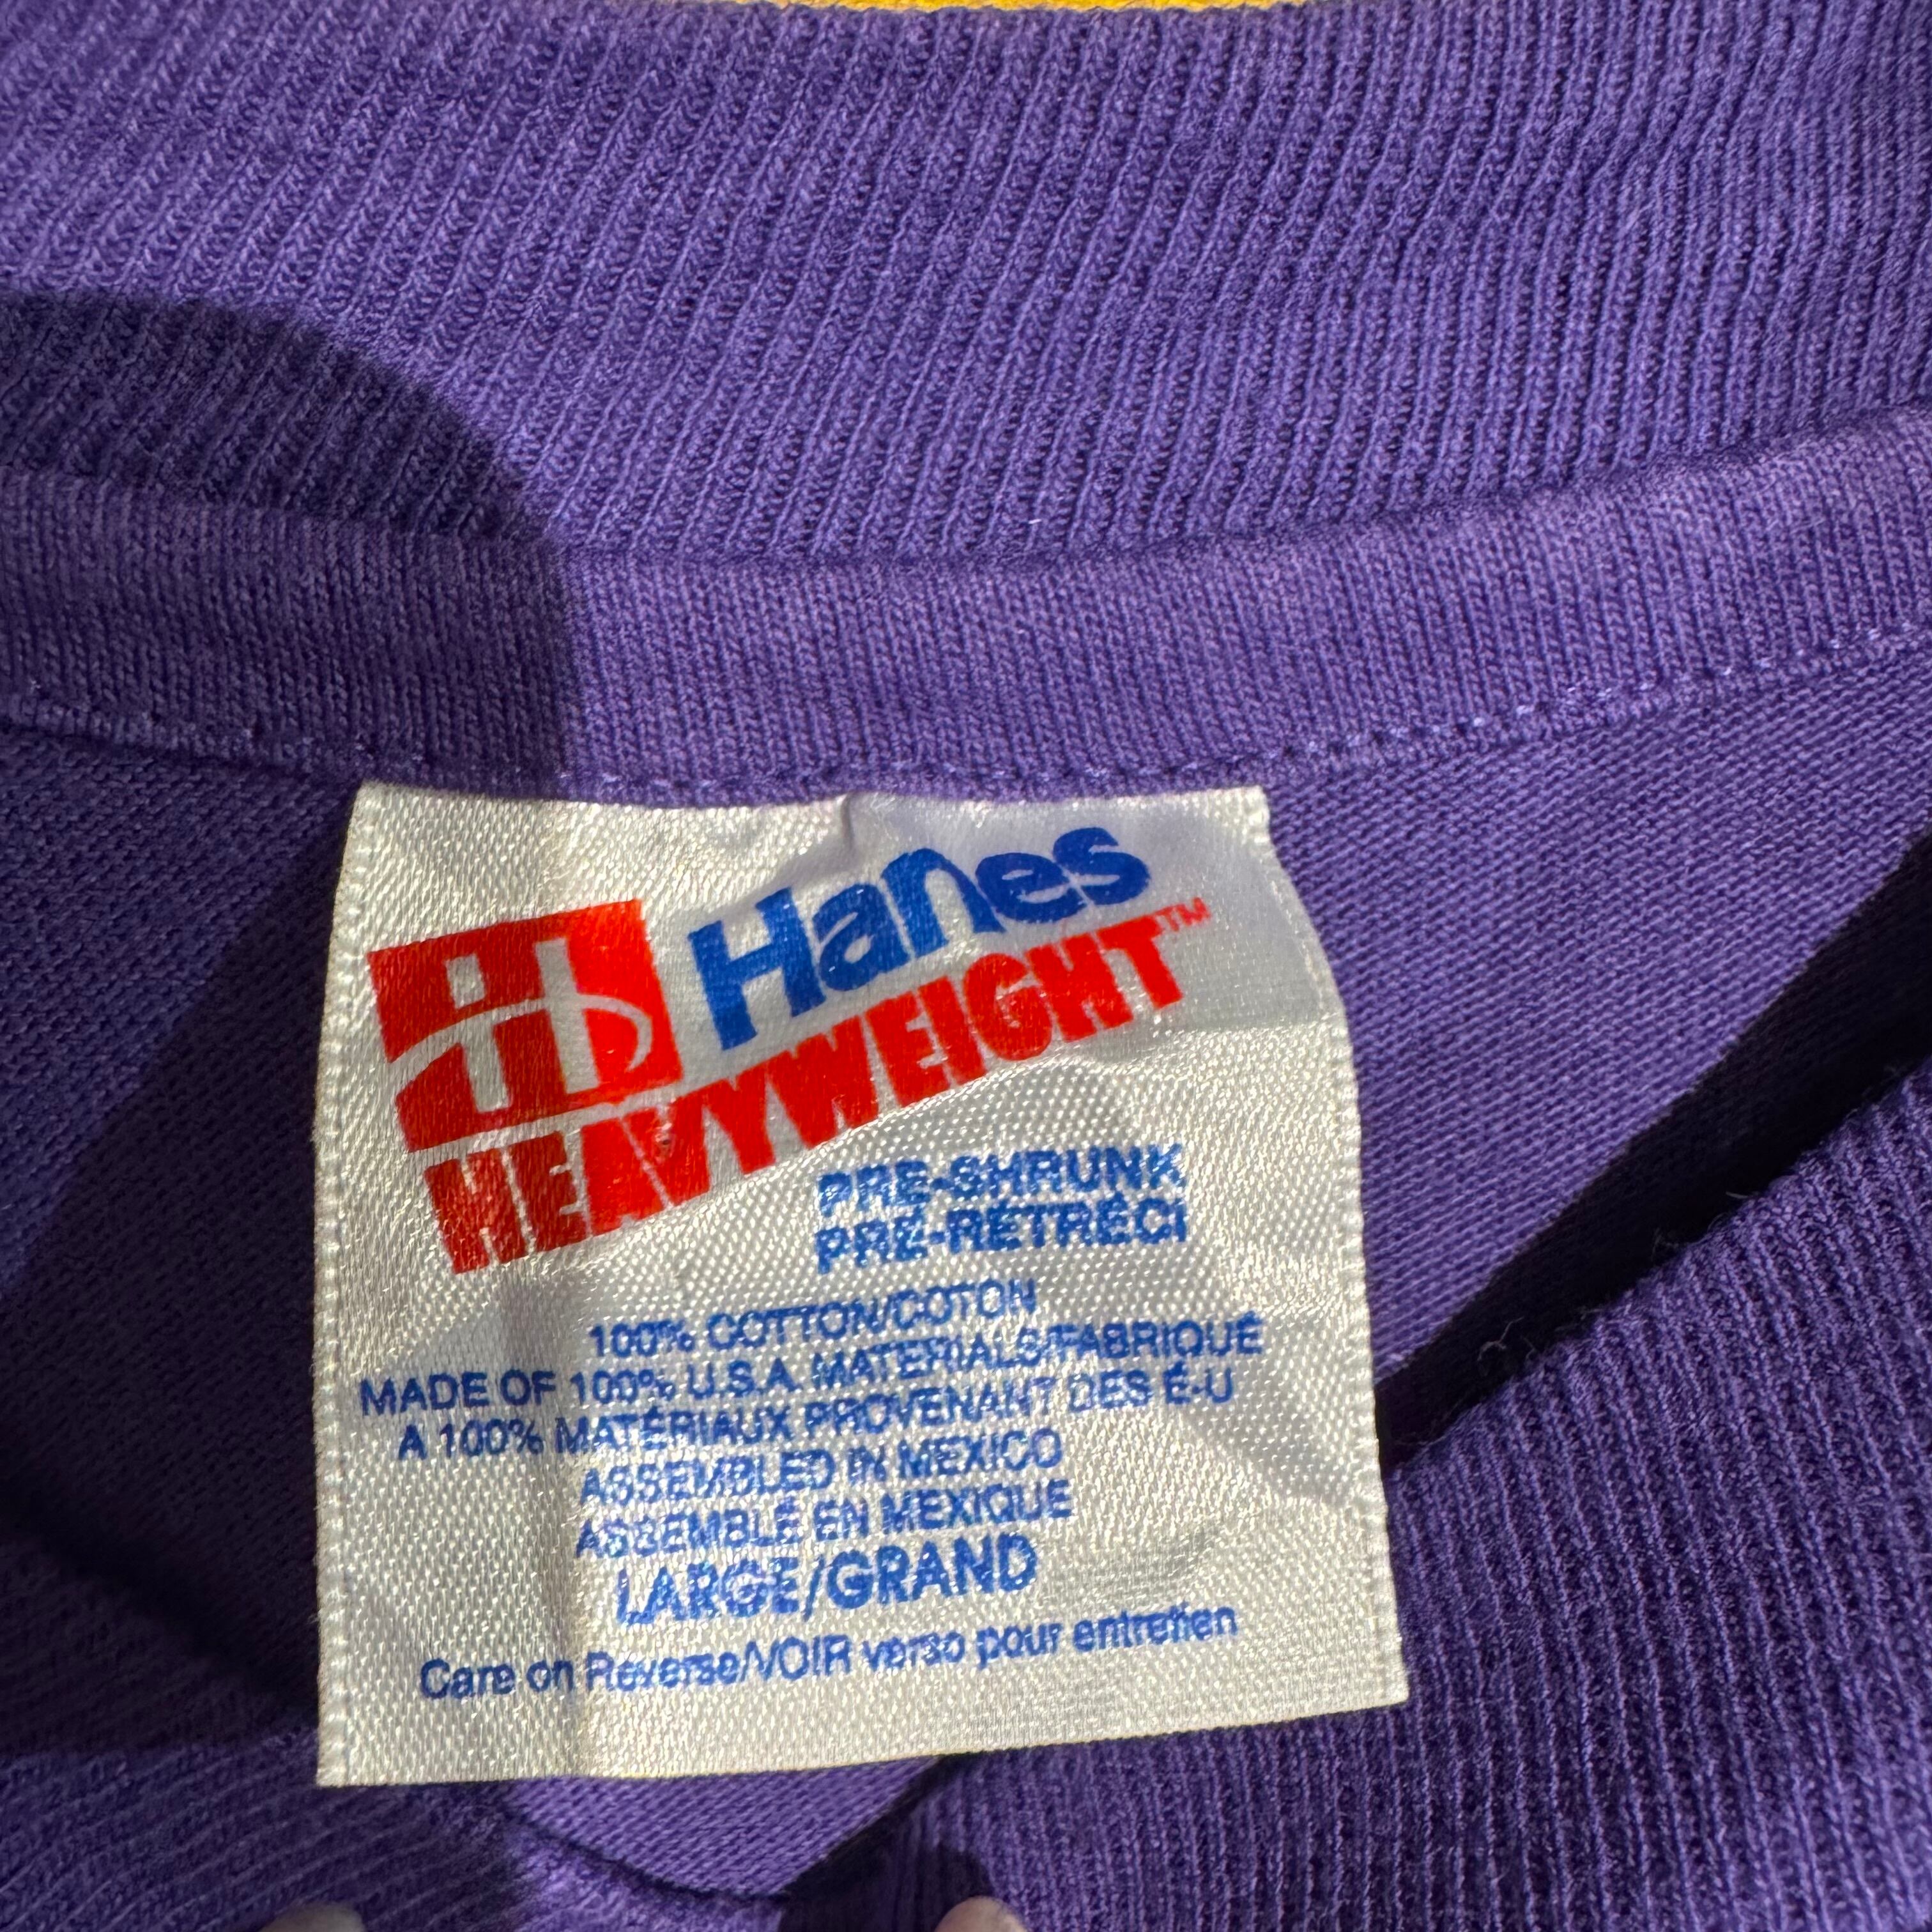 Hanes
HEAVYWEIGHT™
PRE-SHRUNK
PRÉ-RÉTRÉCI
100% COTTON/COTON
MADE OF 100% U.S.A. MATERIALS/FABRIQUÉ
A 100% MATÉRIAUX PROVENANT DES É-U
ASSEMBLED IN MEXICO
ASSEMBLÉ EN MEXIQUE
LARGE/GRAND
Care on Reverse/VOIR verso pour entretien